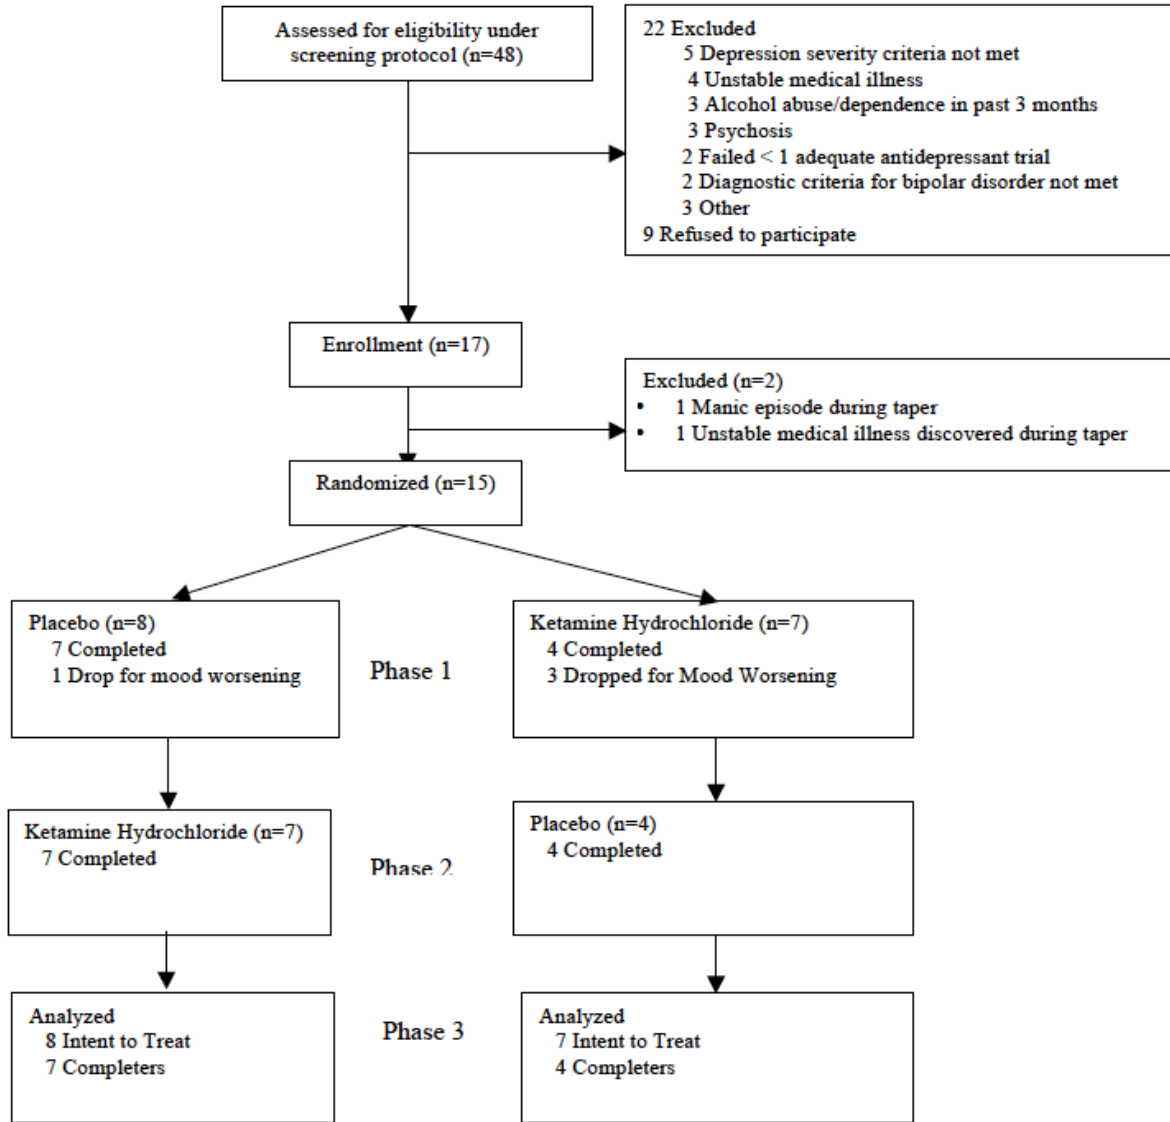 Assessed for eligibility under
screening protocol (n=48)
22 Excluded
5 Depression severity criteria not met
4 Unstable medical illness
3 Alcohol abuse/dependence in past 3 months
3 Psychosis
2 Failed < 1 adequate antidepressant trial
2 Diagnostic criteria for bipolar disorder not met
3 Other
9 Refused to participate
Enrollment (n=17)
Excluded (n=2)
• 1 Manic episode during taper
• 1 Unstable medical illness discovered during taper
Randomized (n=15)
Placebo (n=8)
7 Completed
1 Drop for mood worsening
Phase 1
Ketamine Hydrochloride (n=7)
4 Completed
3 Dropped for Mood Worsening
Ketamine Hydrochloride (n=7)
7 Completed
Phase 2
Placebo (n=4)
4 Completed
Analyzed
8 Intent to Treat
7 Completers
Phase 3
Analyzed
7 Intent to Treat
4 Completers